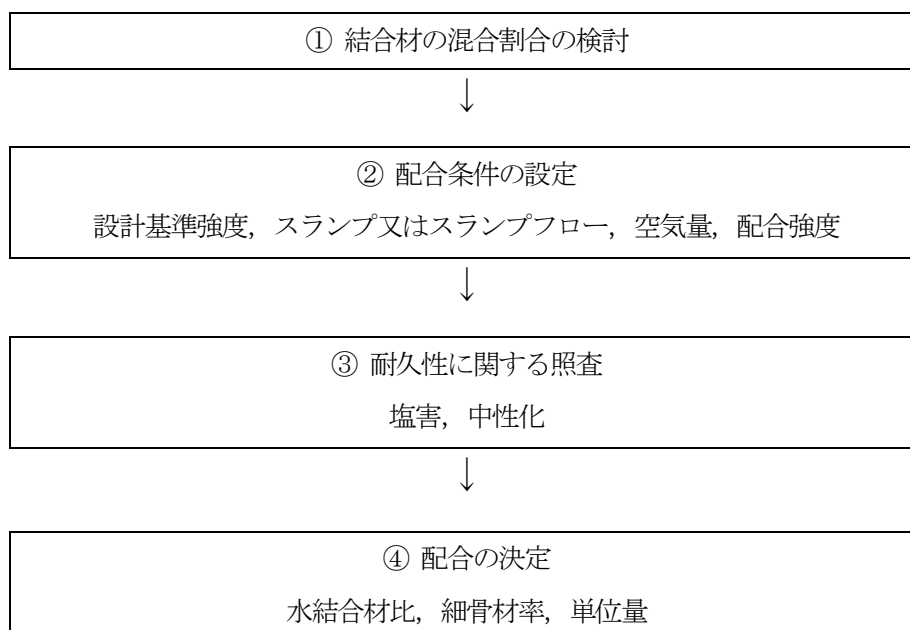 ① 結合材の混合割合の検討
↓
② 配合条件の設定
設計基準強度，スランプ又はスランプフロー，空気量，配合強度
↓
③ 耐久性に関する照査
塩害，中性化
↓
④ 配合の決定
水結合材比，細骨材率，単位量